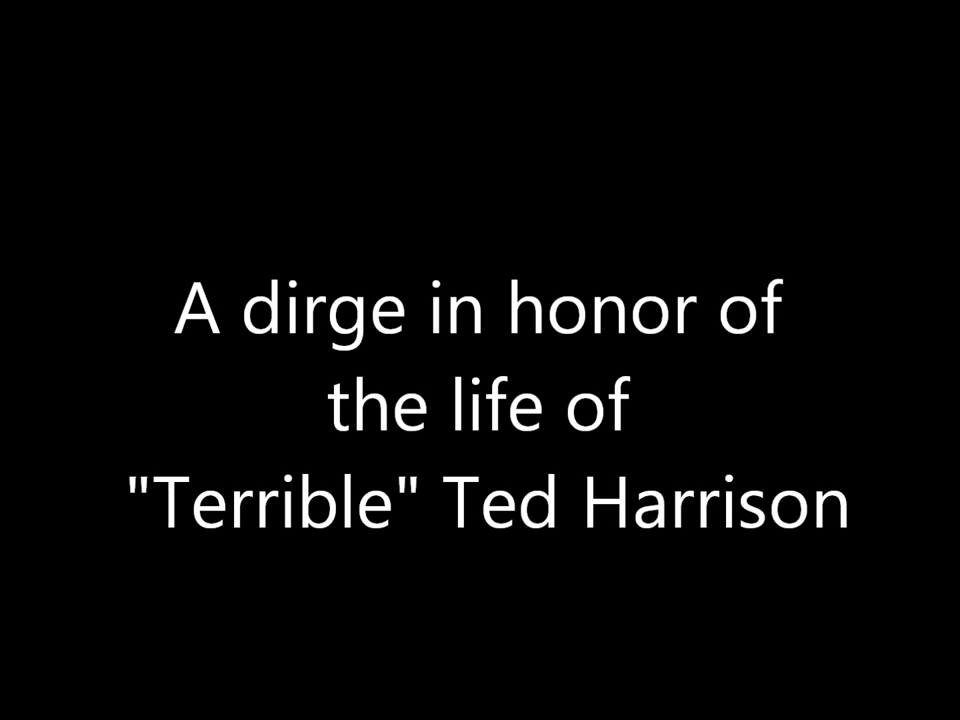 A dirge in honor of
the life of
"Terrible" Ted Harrison